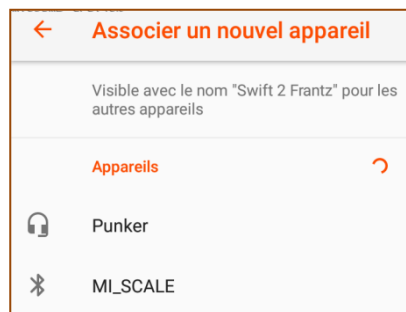 Associer un nouvel appareil
Visible avec le nom "Swift 2 Frantz" pour les
autres appareils
Appareils
Punker
MI_SCALE